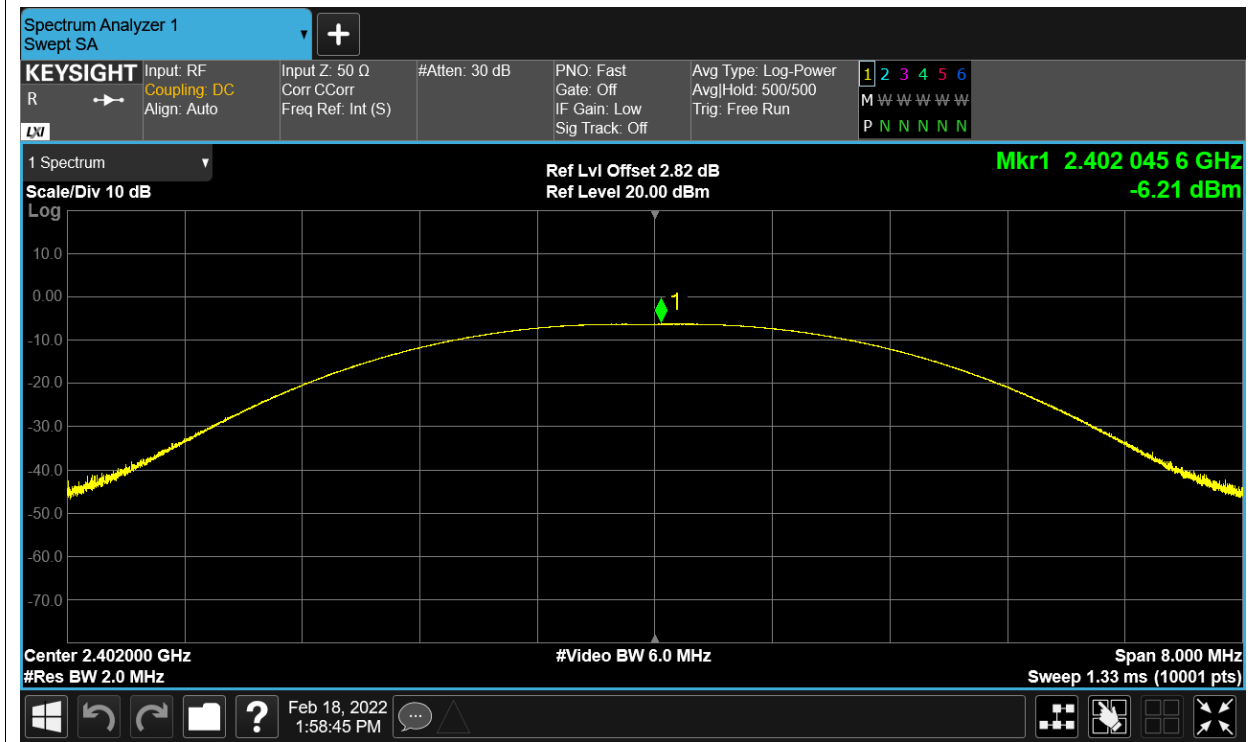 Spectrum Analyzer 1
Swept SA
+
KEYSIGHT
R
LXI
Input: RF
Coupling: DC
Align: Auto
Input Z: 50 Ω
Corr CCorr
Freq Ref: Int (S)
#Atten: 30 dB
PNO: Fast
Gate: Off
IF Gain: Low
Sig Track: Off
Avg Type: Log-Power
Avg|Hold: 500/500
Trig: Free Run
1 2 3 4 5 6
M W W W W W
P N N N N N
1 Spectrum
Scale/Div 10 dB
Ref Lvl Offset 2.82 dB
Ref Level 20.00 dBm
Mkr1 2.402 045 6 GHz
-6.21 dBm
Log
10.0
0.00
-10.0
-20.0
-30.0
-40.0
-50.0
-60.0
-70.0
1
Center 2.402000 GHz
#Res BW 2.0 MHz
#Video BW 6.0 MHz
Span 8.000 MHz
Sweep 1.33 ms (10001 pts)
?
Feb 18, 2022
1:58:45 PM